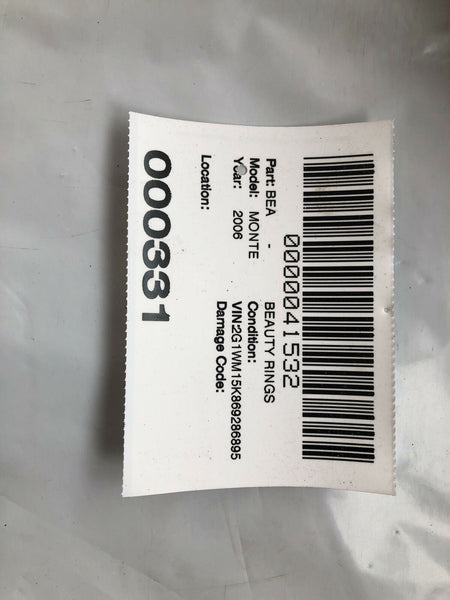 0000041532
Part: BEA - BEAUTY RINGS
Model: MONTE Condition:
Year: 2006 VIN:2G1WM15K869286895
Damage Code:
Location:
000331